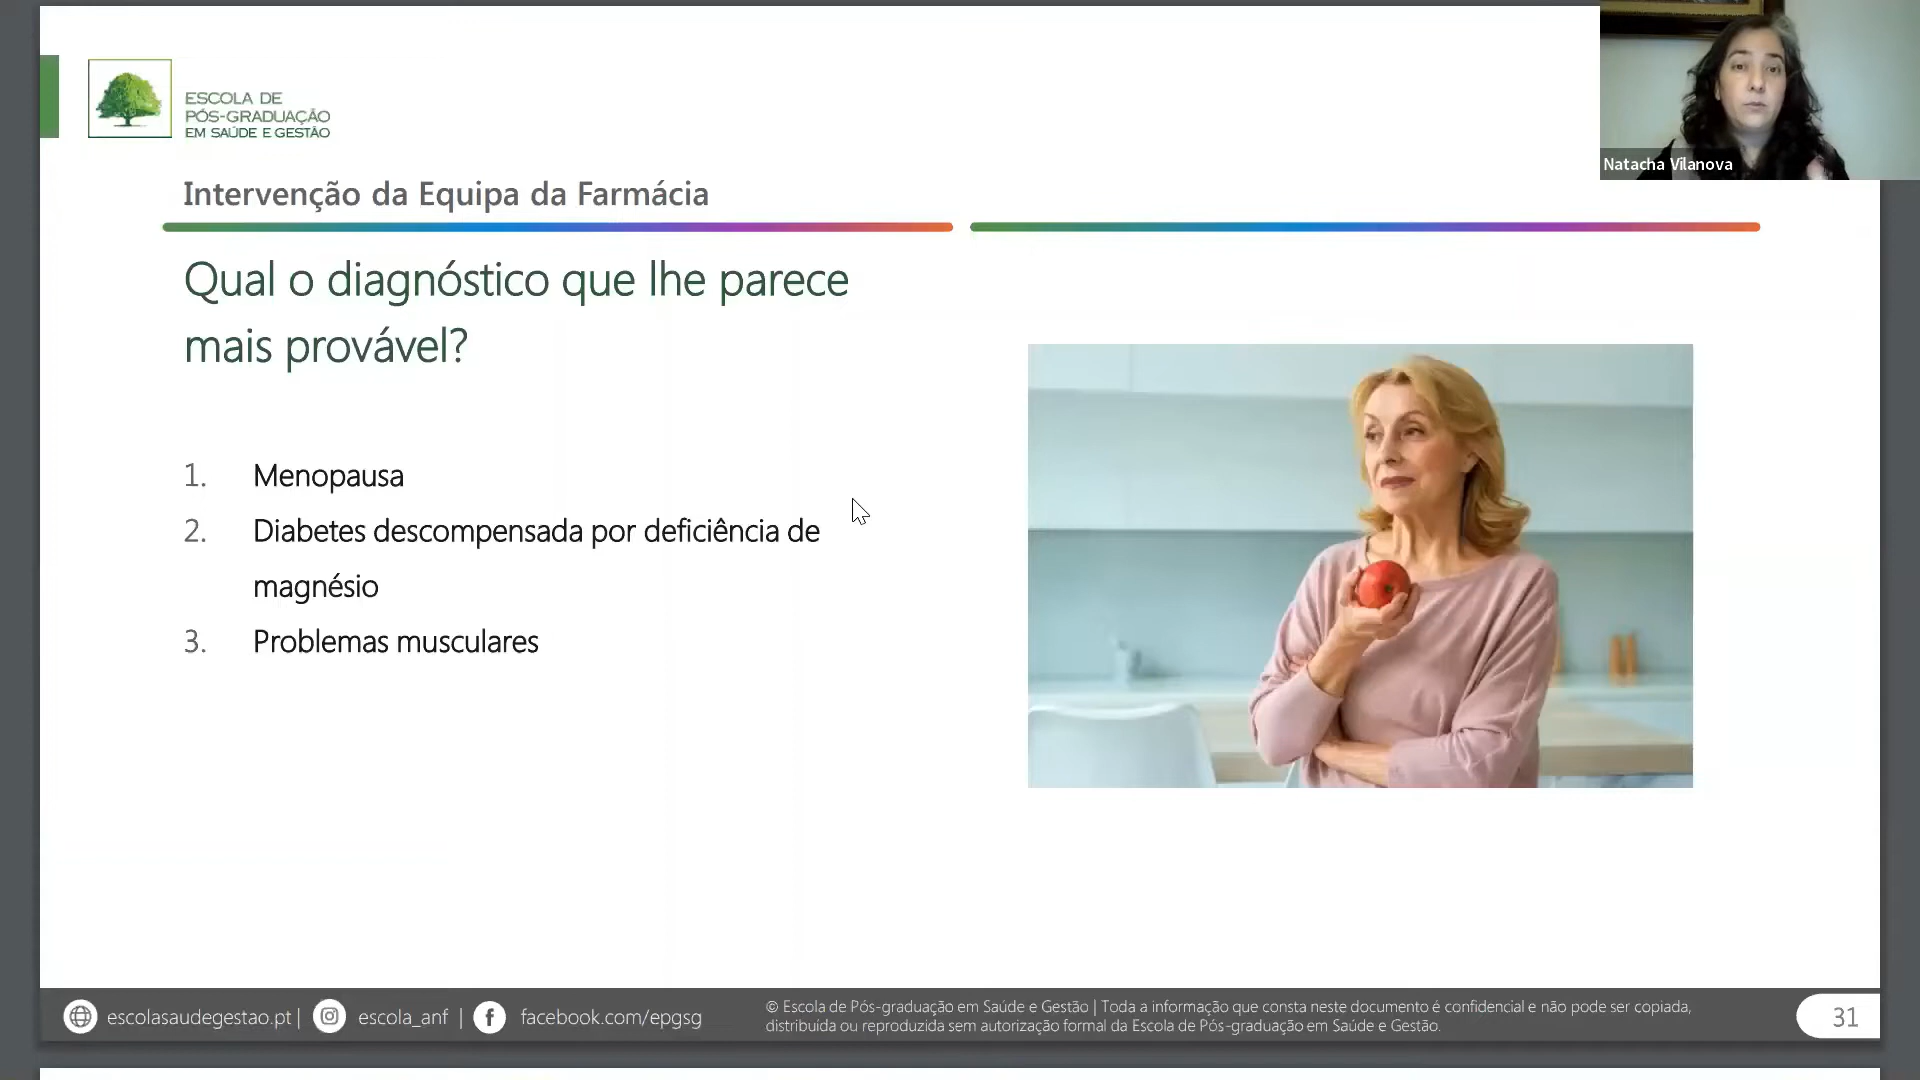 ESCOLA DE
PÓS-GRADUAÇÃO
EM SAÚDE E GESTÃO
Natacha Vilanova
Intervenção da Equipa da Farmácia
Qual o diagnóstico que lhe parece
mais provável?
1. Menopausa
2. Diabetes descompensada por deficiência de
magnésio
3. Problemas musculares
escolasaudegestao.pt | escola_anf | facebook.com/epgsg
© Escola de Pós-graduação em Saúde e Gestão | Toda a informação que consta neste documento é confidencial e não pode ser copiada,
distribuída ou reproduzida sem autorização formal da Escola de Pós-graduação em Saúde e Gestão.
31